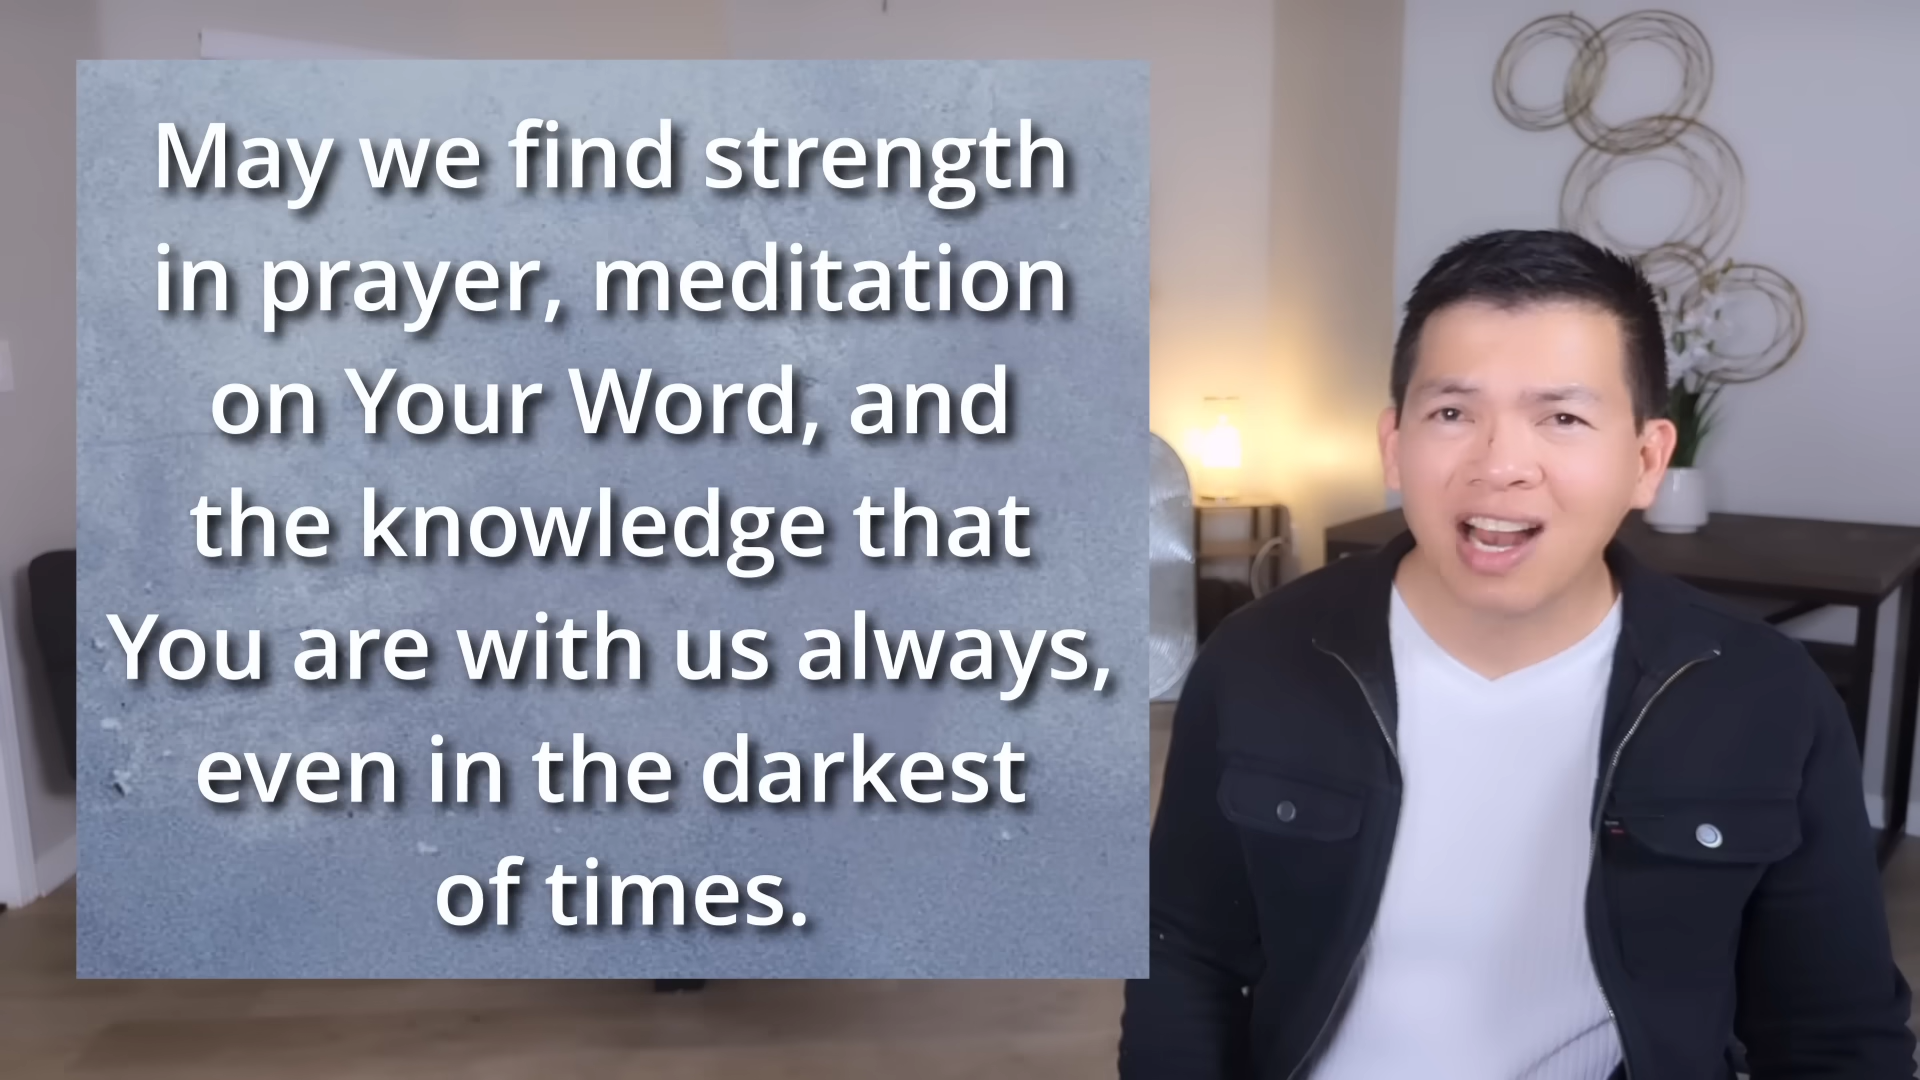 May we find strength
in prayer, meditation
on Your Word, and
the knowledge that
You are with us always,
even in the darkest
of times.